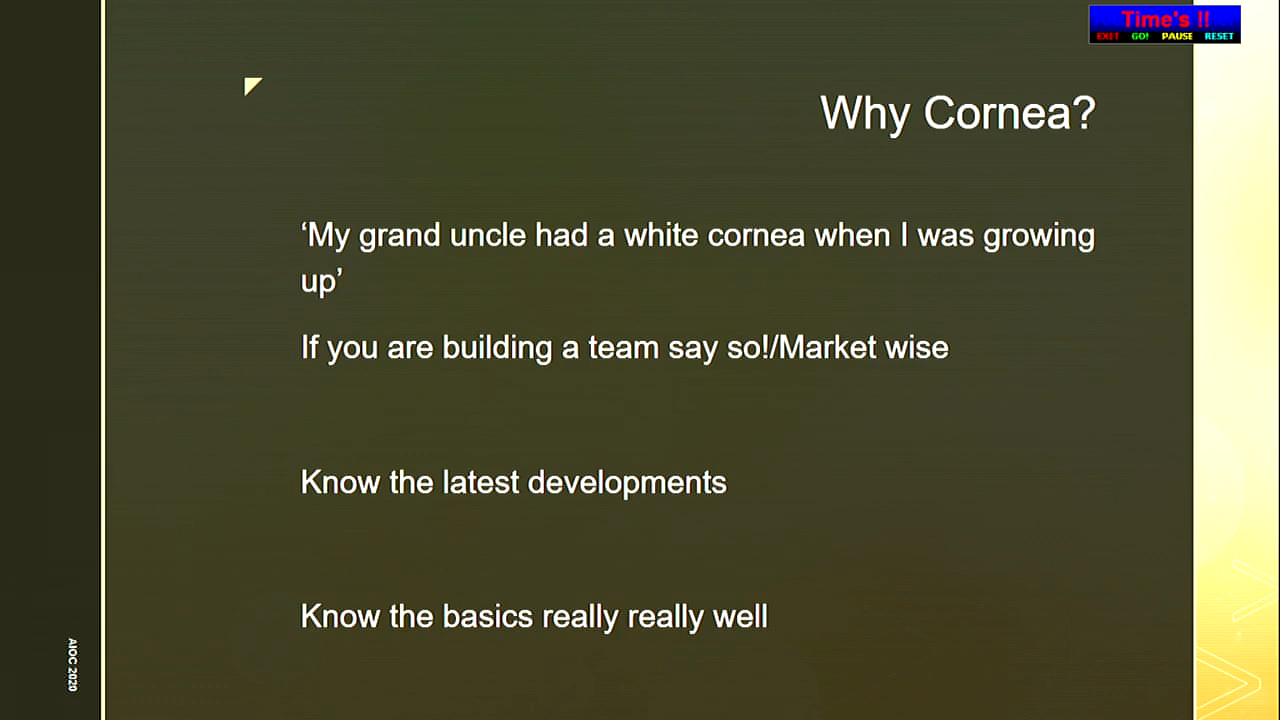 Time's !!
EXIT GO! PAUSE RESET
Why Cornea?
‘My grand uncle had a white cornea when I was growing
up’
If you are building a team say so!/Market wise
Know the latest developments
Know the basics really really well
AIOC 2020